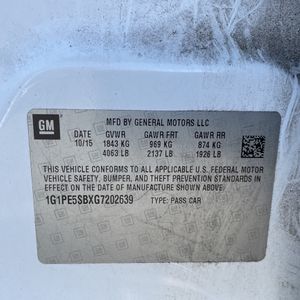 GM
MFD BY GENERAL MOTORS LLC
DATE GVWR GAWR FRT GAWR RR
10/15 1843 KG 969 KG 874 KG
4063 LB 2137 LB 1926 LB
THIS VEHICLE CONFORMS TO ALL APPLICABLE U.S. FEDERAL MOTOR
VEHICLE SAFETY, BUMPER, AND THEFT PREVENTION STANDARDS IN
EFFECT ON THE DATE OF MANUFACTURE SHOWN ABOVE.
1G1PE5SBXG7202639 TYPE: PASS CAR